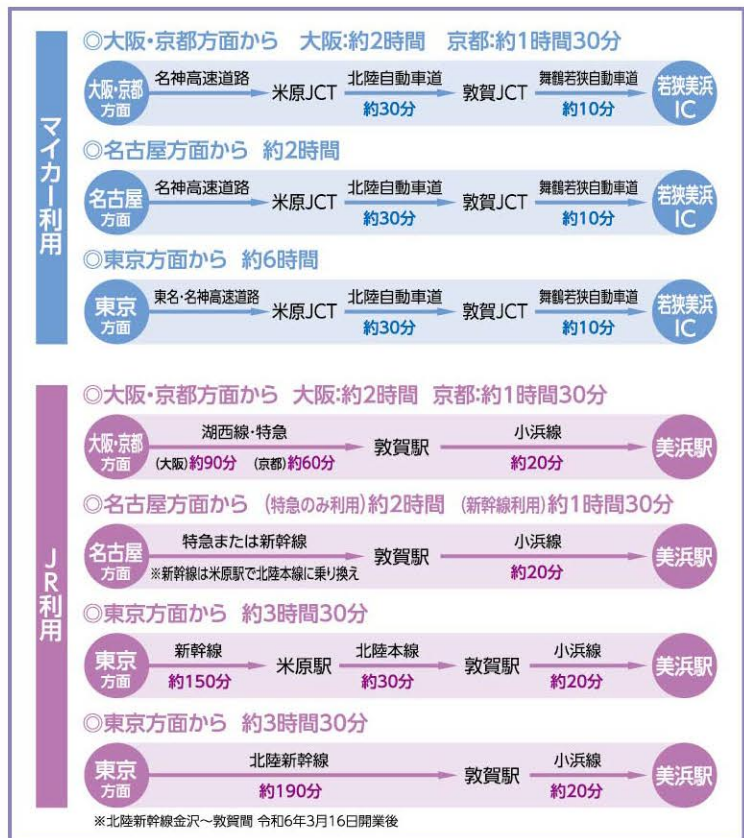 マイカー利用
◎大阪・京都方面から 大阪:約2時間 京都:約1時間30分
大阪・京都方面 名神高速道路 米原JCT 北陸自動車道 約30分 敦賀JCT 舞鶴若狭自動車道 約10分 若狭美浜IC
◎名古屋方面から 約2時間
名古屋方面 名神高速道路 米原JCT 北陸自動車道 約30分 敦賀JCT 舞鶴若狭自動車道 約10分 若狭美浜IC
◎東京方面から 約6時間
東京方面 東名・名神高速道路 米原JCT 北陸自動車道 約30分 敦賀JCT 舞鶴若狭自動車道 約10分 若狭美浜IC
JR利用
◎大阪・京都方面から 大阪:約2時間 京都:約1時間30分
大阪・京都方面 湖西線・特急 (大阪)約90分 (京都)約60分 敦賀駅 小浜線 約20分 美浜駅
◎名古屋方面から (特急のみ利用)約2時間 (新幹線利用)約1時間30分
名古屋方面 特急または新幹線 ※新幹線は米原駅で北陸本線に乗り換え 敦賀駅 小浜線 約20分 美浜駅
◎東京方面から 約3時間30分
東京方面 新幹線 約150分 米原駅 北陸本線 約30分 敦賀駅 小浜線 約20分 美浜駅
◎東京方面から 約3時間30分
東京方面 北陸新幹線 約190分 敦賀駅 小浜線 約20分 美浜駅
※北陸新幹線金沢~敦賀間 令和6年3月16日開業後